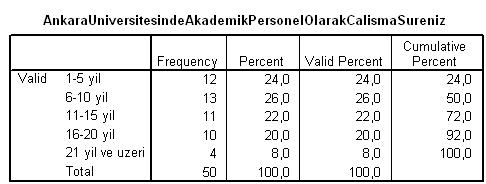 AnkaraUniversitesindeAkademikPersonelOlarakCalismaSureniz
Frequency Percent Valid Percent Cumulative Percent
Valid 1-5 yil 12 24,0 24,0 24,0
6-10 yil 13 26,0 26,0 50,0
11-15 yil 11 22,0 22,0 72,0
16-20 yil 10 20,0 20,0 92,0
21 yil ve uzeri 4 8,0 8,0 100,0
Total 50 100,0 100,0